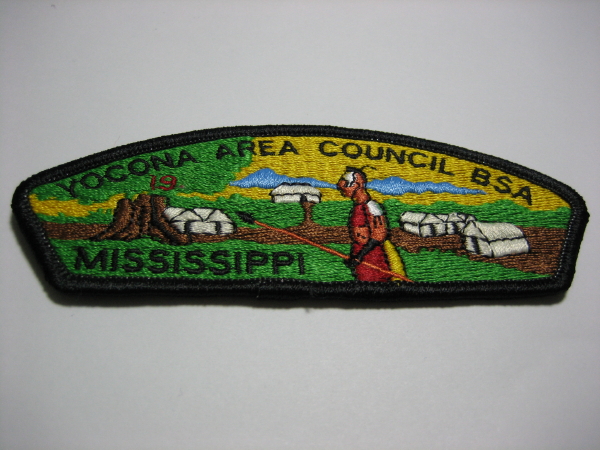 YOCONA AREA COUNCIL BSA
19
MISSISSIPPI